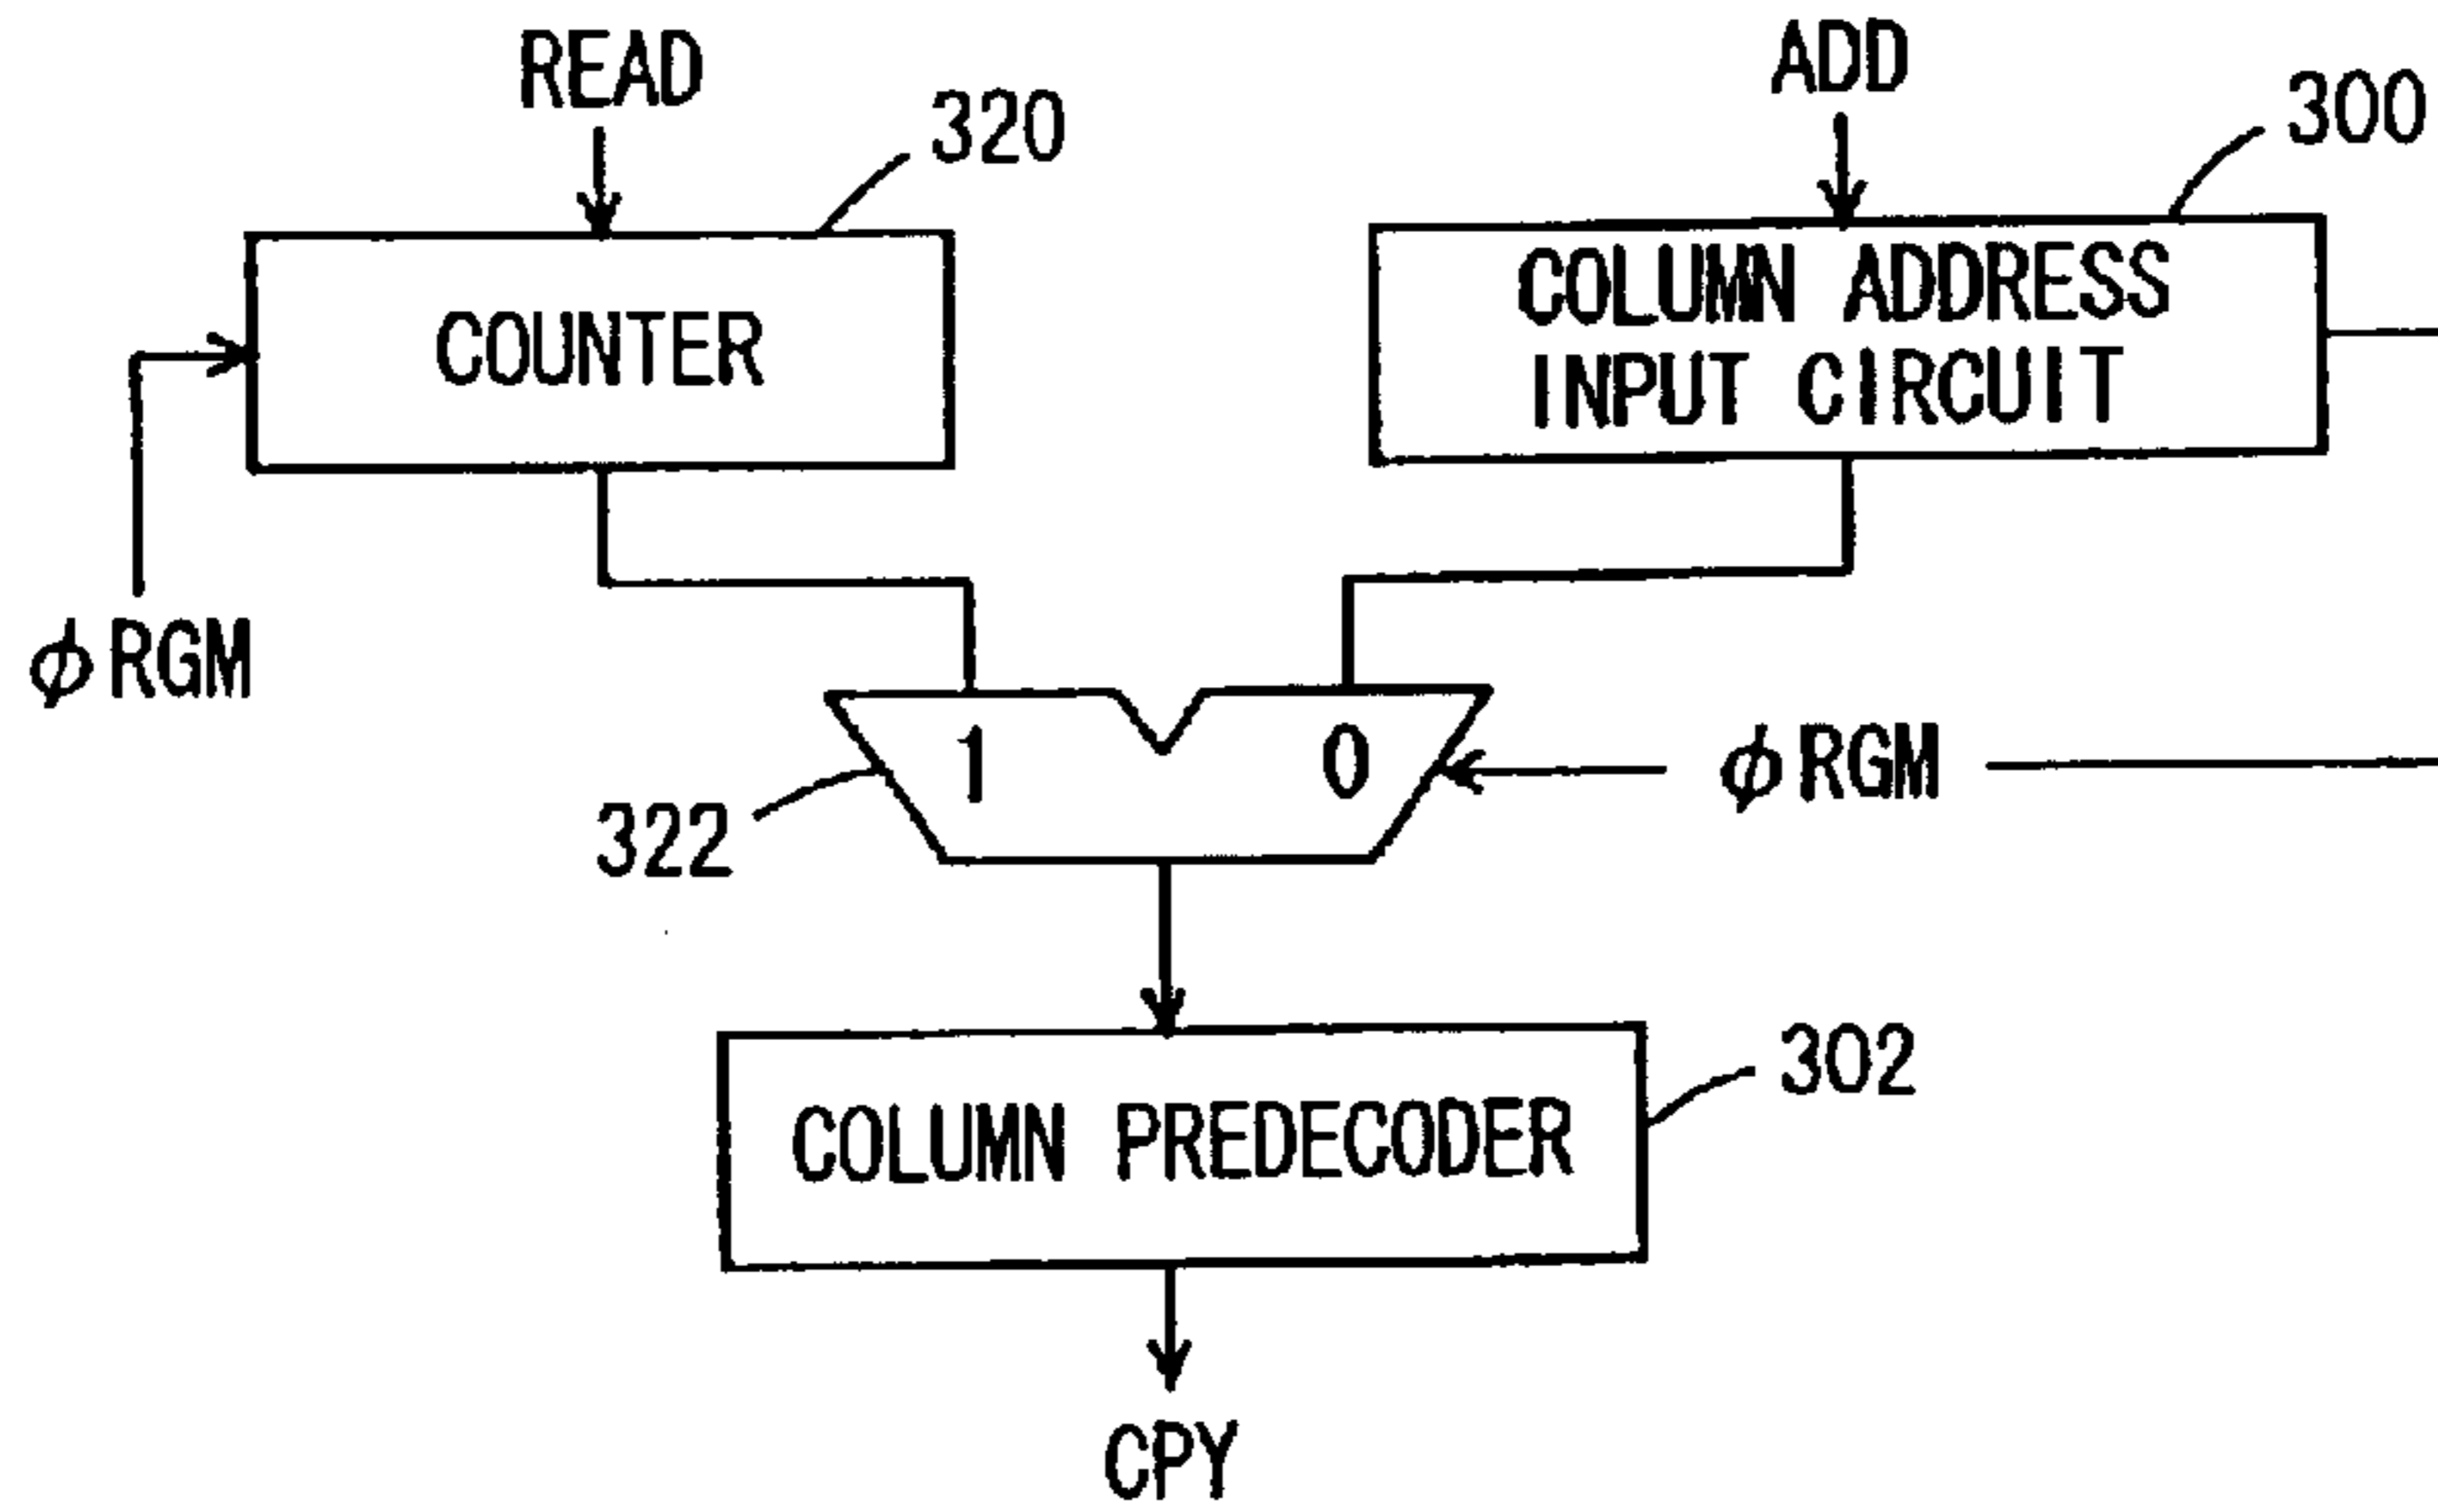 READ
ADD
320
300
COUNTER
COLUMN ADDRESS
INPUT CIRCUIT
φRGM
1
0
φRGM
322
302
COLUMN PREDECODER
CPY